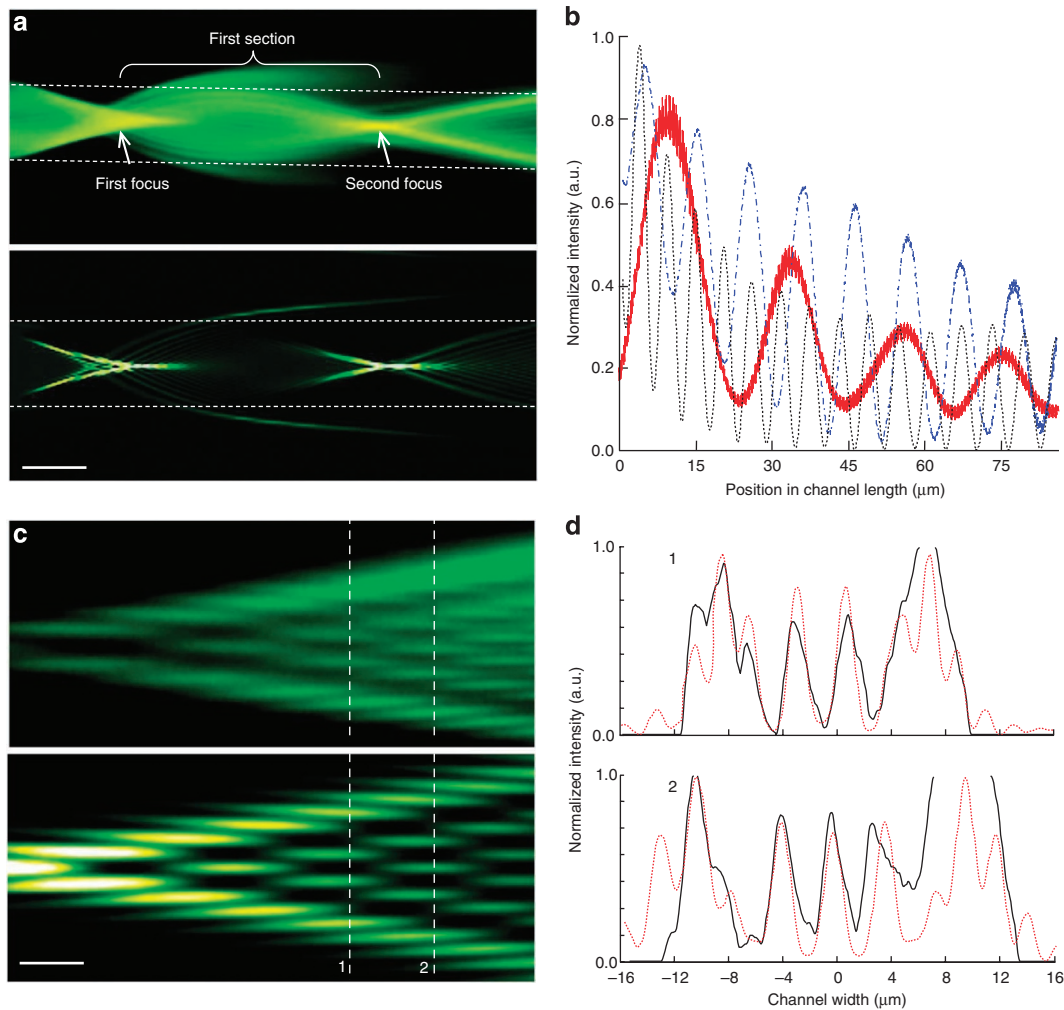 a
First section
First focus
Second focus
b
1.0
0.8
0.6
0.4
0.2
0.0
Normalized intensity (a.u.)
0
15
30
45
60
75
Position in channel length (μm)
c
1
2
d
1.0
1
0.0
1.0
2
0.0
Normalized intensity (a.u.)
–16
–12
–8
–4
0
4
8
12
16
Channel width (μm)